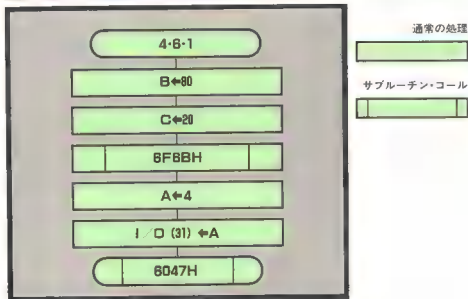 4・6・1
B←80
C←20
6F6BH
A←4
I／O (31) ←A
6047H
通常の処理
サブルーチン・コール